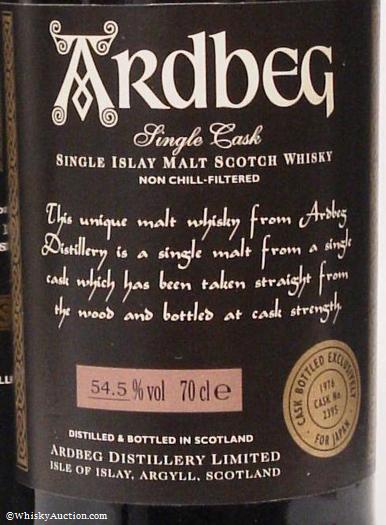 ARDBEG
Single Cask
SINGLE ISLAY MALT SCOTCH WHISKY
NON CHILL-FILTERED
This unique malt whisky from Ardbeg
Distillery is a single malt from a single
cask which has been taken straight from
the wood and bottled at cask strength.
54.5 % vol 70 cl e
CASK BOTTLED EXCLUSIVELY
1976
CASK No
2395
· FOR JAPAN ·
DISTILLED & BOTTLED IN SCOTLAND
ARDBEG DISTILLERY LIMITED
ISLE OF ISLAY, ARGYLL, SCOTLAND
©WhiskyAuction.com